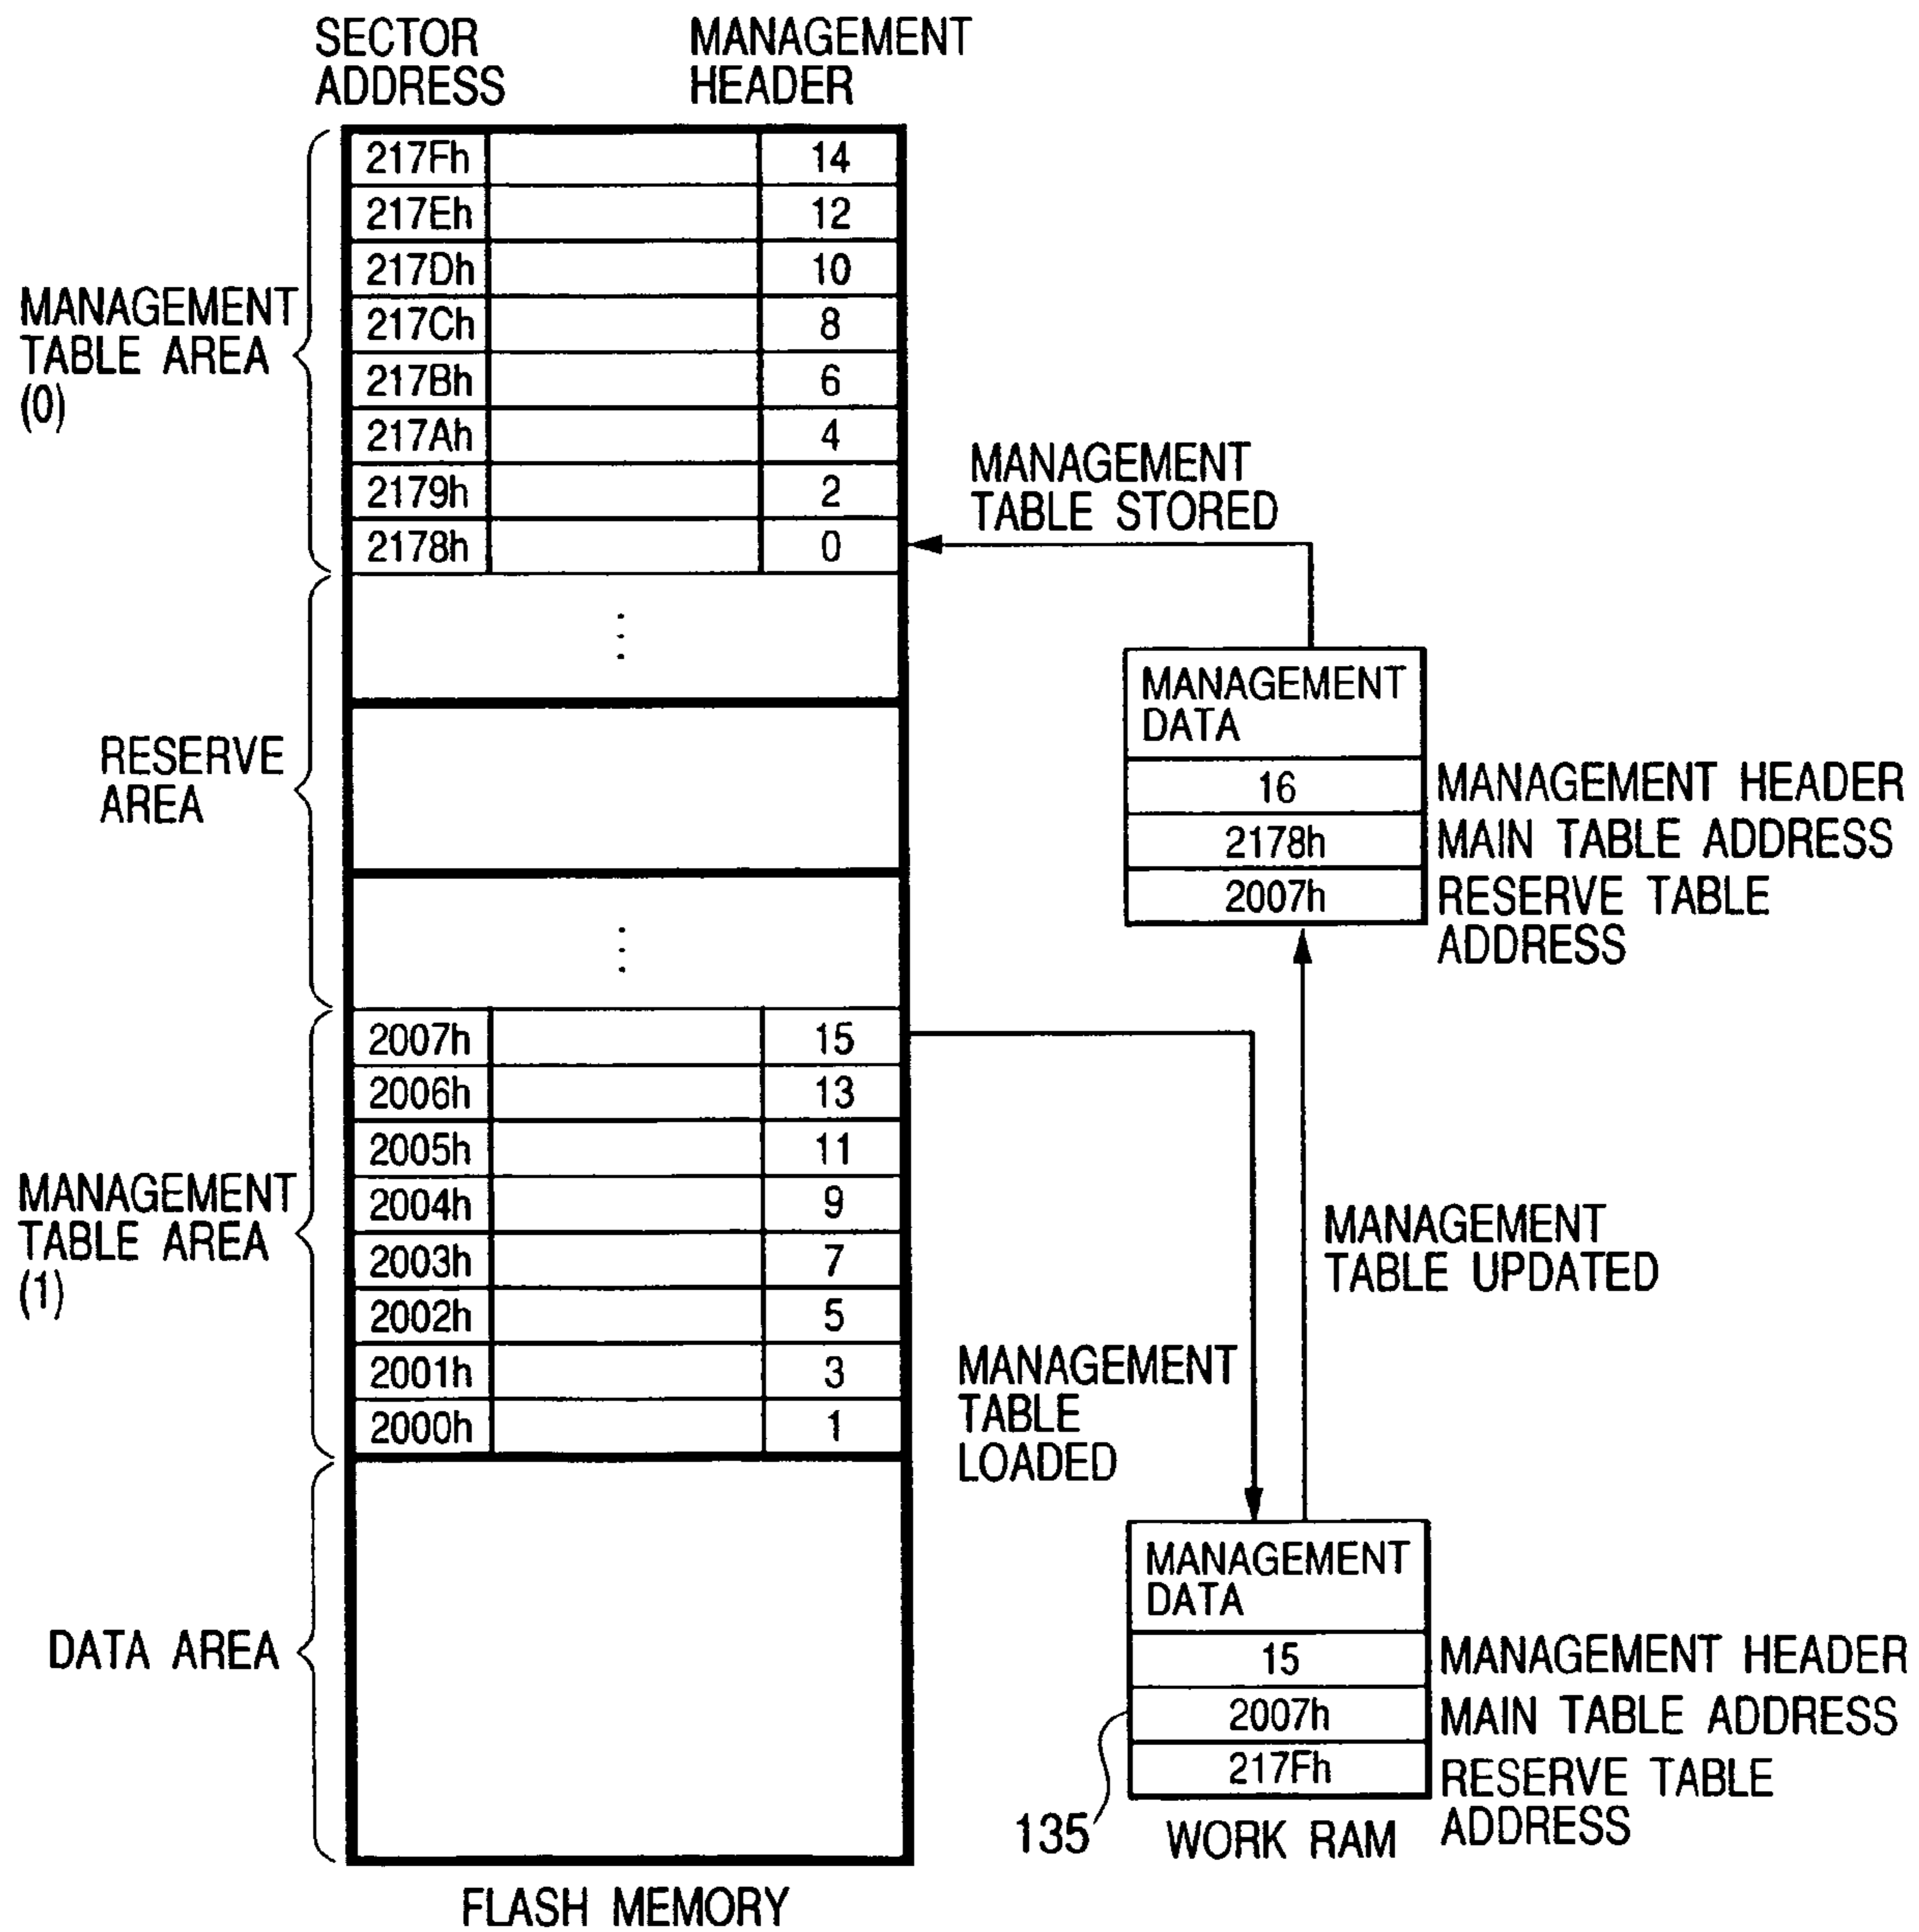 SECTOR
ADDRESS
MANAGEMENT
HEADER
217Fh 14
217Eh 12
217Dh 10
217Ch 8
217Bh 6
217Ah 4
2179h 2
2178h 0
MANAGEMENT
TABLE AREA
(0)
MANAGEMENT
TABLE STORED
MANAGEMENT
DATA
16 MANAGEMENT HEADER
2178h MAIN TABLE ADDRESS
2007h RESERVE TABLE
ADDRESS
RESERVE
AREA
2007h 15
2006h 13
2005h 11
2004h 9
2003h 7
2002h 5
2001h 3
2000h 1
MANAGEMENT
TABLE AREA
(1)
MANAGEMENT
TABLE UPDATED
MANAGEMENT
TABLE
LOADED
MANAGEMENT
DATA
15 MANAGEMENT HEADER
2007h MAIN TABLE ADDRESS
217Fh RESERVE TABLE
ADDRESS
135
WORK RAM
DATA AREA
FLASH MEMORY